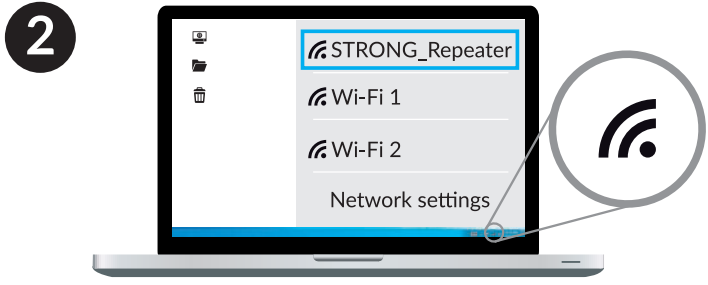 2
STRONG_Repeater
Wi-Fi 1
Wi-Fi 2
Network settings